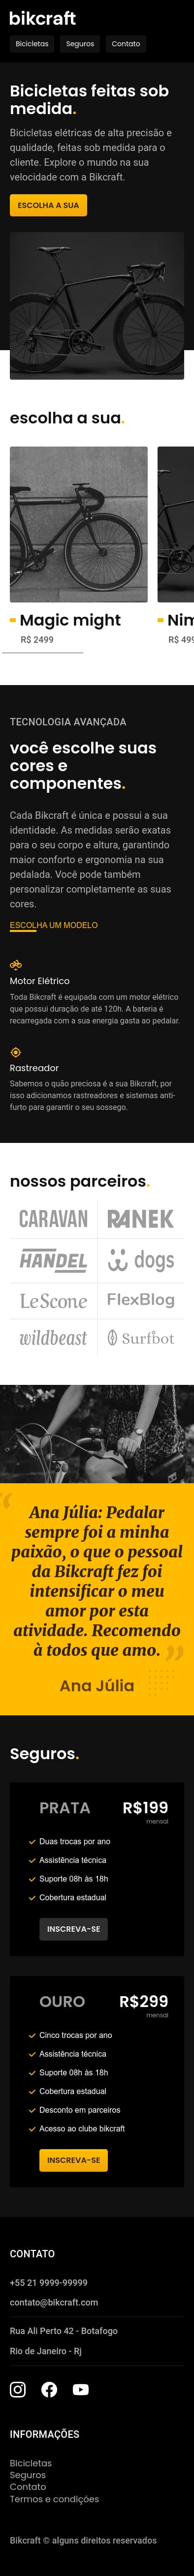 bikcraft
Bicicletas
Seguros
Contato
Bicicletas feitas sob
medida.
Bicicletas elétricas de alta precisão e
qualidade, feitas sob medida para o
cliente. Explore o mundo na sua
velocidade com a Bikcraft.
ESCOLHA A SUA
escolha a sua.
Magic might
R$ 2499
Nim
R$ 499
TECNOLOGIA AVANÇADA
você escolhe suas
cores e
componentes.
Cada Bikcraft é única e possui a sua
identidade. As medidas serão exatas
para o seu corpo e altura, garantindo
maior conforto e ergonomia na sua
pedalada. Você pode também
personalizar completamente as suas
cores.
ESCOLHA UM MODELO
Motor Elétrico
Toda Bikcraft é equipada com um motor elétrico
que possui duração de até 120h. A bateria é
recarregada com a sua energia gasta ao pedalar.
Rastreador
Sabemos o quão preciosa é a sua Bikcraft, por
isso adicionamos rastreadores e sistemas anti-
furto para garantir o seu sossego.
nossos parceiros.
CARAVAN
RANEK
HANDEL
dogs
LeScone
FlexBlog
wildbeast
Surfbot
Ana Júlia: Pedalar
sempre foi a minha
paixão, o que o pessoal
da Bikcraft fez foi
intensificar o meu
amor por esta
atividade. Recomendo
à todos que amo.
Ana Júlia
Seguros.
PRATA
R$199
mensal
Duas trocas por ano
Assistência técnica
Suporte 08h às 18h
Cobertura estadual
INSCREVA-SE
OURO
R$299
mensal
Cinco trocas por ano
Assistência técnica
Suporte 08h às 18h
Cobertura estadual
Desconto em parceiros
Acesso ao clube bikcraft
INSCREVA-SE
CONTATO
+55 21 9999-99999
contato@bikcraft.com
Rua Ali Perto 42 - Botafogo
Rio de Janeiro - Rj
INFORMAÇÕES
Bicicletas
Seguros
Contato
Termos e condições
Bikcraft © alguns direitos reservados